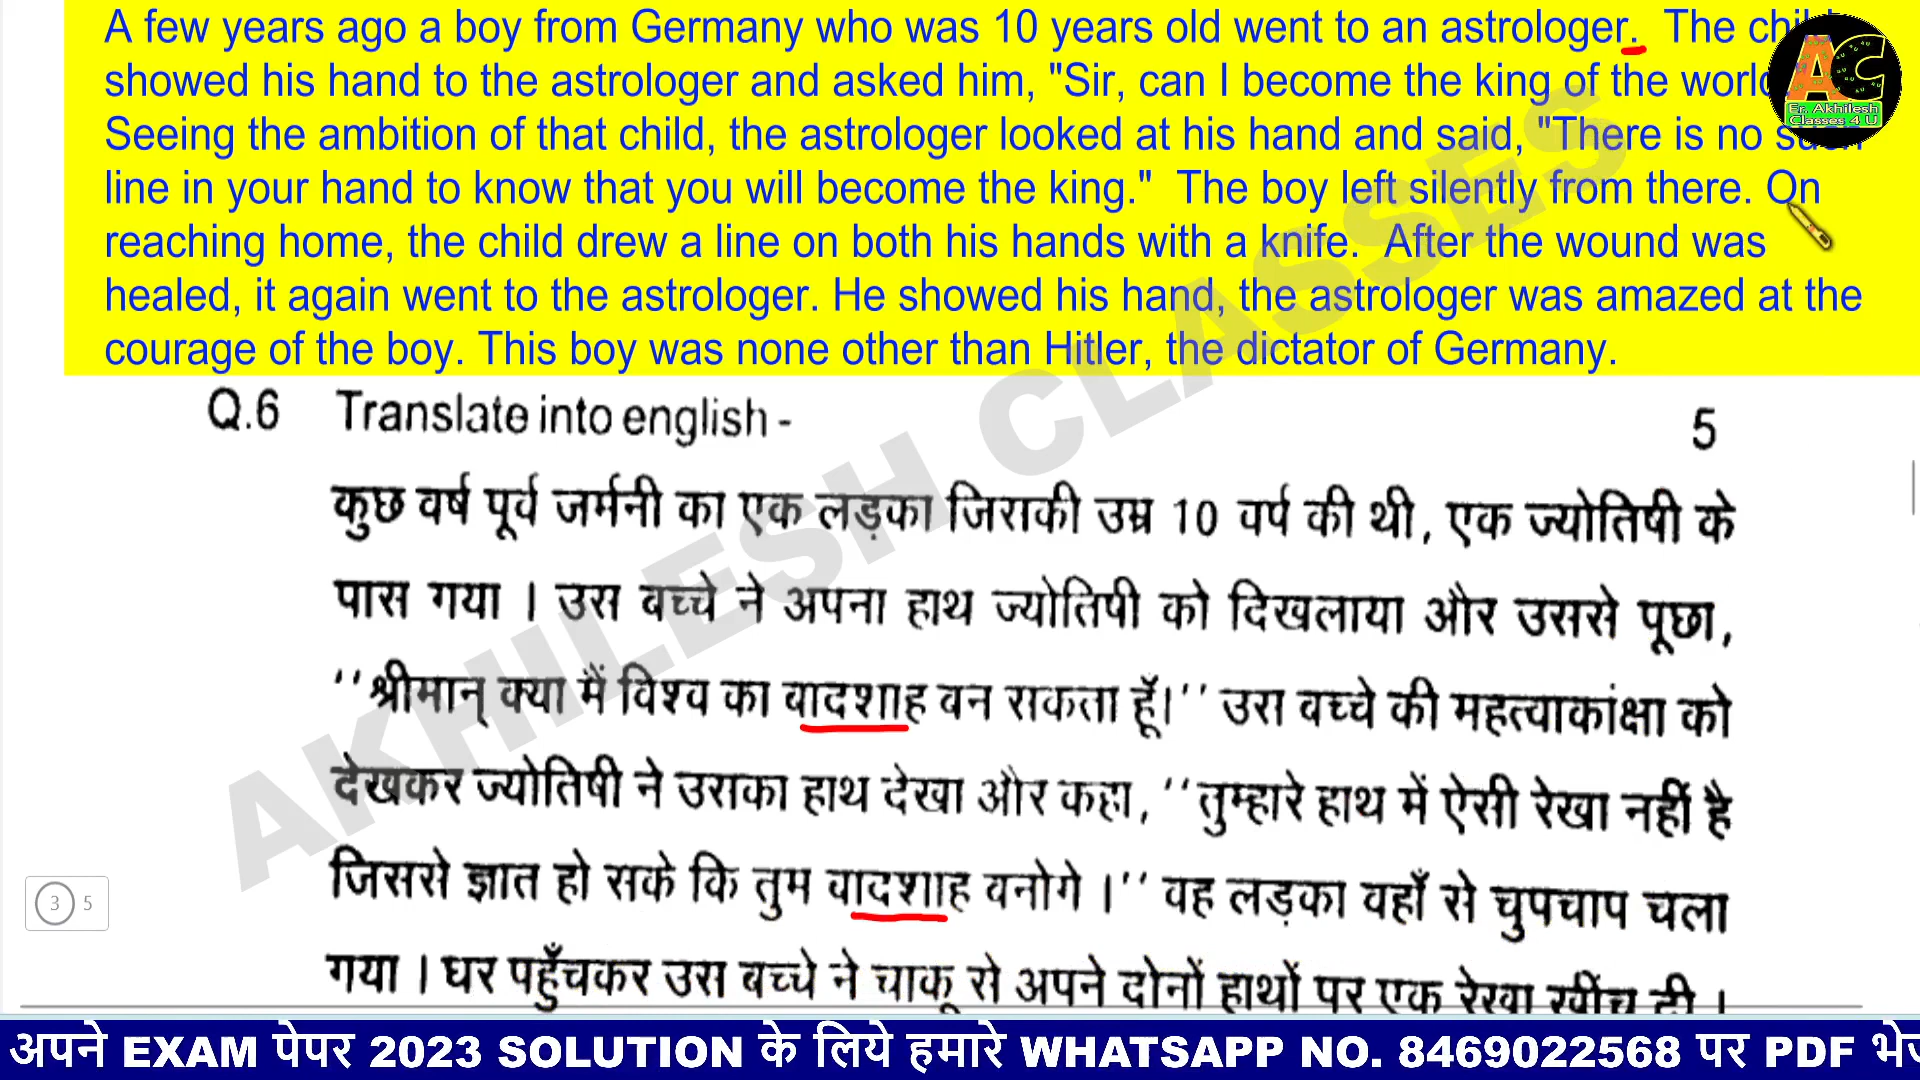 A few years ago a boy from Germany who was 10 years old went to an astrologer. The child
showed his hand to the astrologer and asked him, "Sir, can I become the king of the world
Seeing the ambition of that child, the astrologer looked at his hand and said, "There is no such
line in your hand to know that you will become the king." The boy left silently from there. On
reaching home, the child drew a line on both his hands with a knife. After the wound was
healed, it again went to the astrologer. He showed his hand, the astrologer was amazed at the
courage of the boy. This boy was none other than Hitler, the dictator of Germany.
AC
Er. Akhilesh
Classes 4 U
Q.6 Translate into english - 5
कुछ वर्ष पूर्व जर्मनी का एक लड़का जिसकी उम्र 10 वर्ष की थी, एक ज्योतिषी के
पास गया । उस बच्चे ने अपना हाथ ज्योतिषी को दिखलाया और उससे पूछा,
''श्रीमान् क्या मैं विश्व का बादशाह बन सकता हूँ।'' उस बच्चे की महत्वाकांक्षा को
देखकर ज्योतिषी ने उसका हाथ देखा और कहा, ''तुम्हारे हाथ में ऐसी रेखा नहीं है
जिससे ज्ञात हो सके कि तुम बादशाह बनोगे ।'' वह लड़का वहाँ से चुपचाप चला
गया । घर पहुँचकर उस बच्चे ने चाकू से अपने दोनों हाथों पर एक रेखा खींच दी ।
AKHILESH CLASSES
3 5
अपने EXAM पेपर 2023 SOLUTION के लिये हमारे WHATSAPP NO. 8469022568 पर PDF